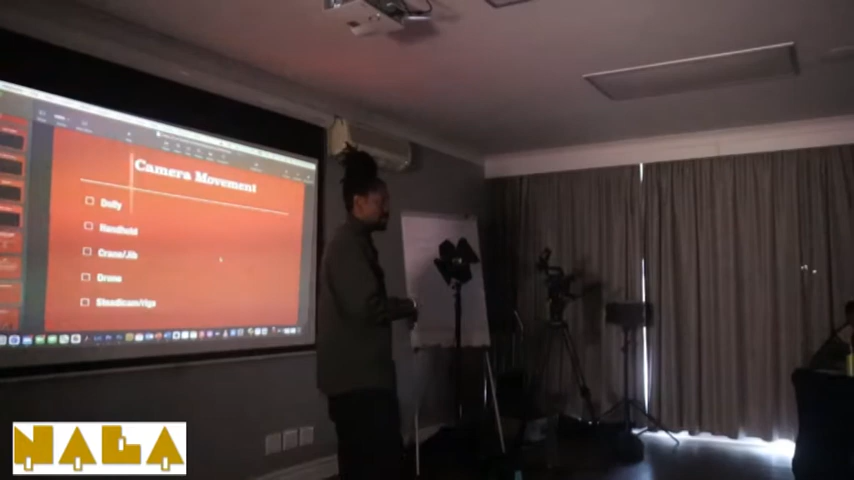 Camera Movement
Dolly
Handheld
Crane/Jib
Drone
Steadicam/rigs
NALA